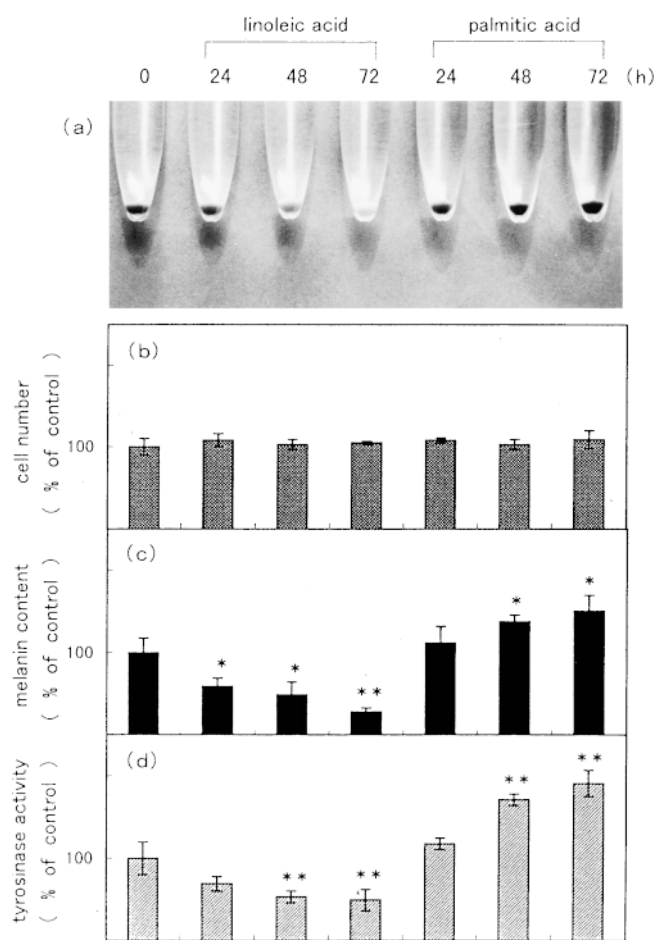 linoleic acid palmitic acid
0 24 48 72 24 48 72 (h)
(a)
(b)
cell number
( % of control )
100
(c)
melanin content
( % of control )
100
* * ** * *
(d)
tyrosinase activity
( % of control )
100
** ** ** **